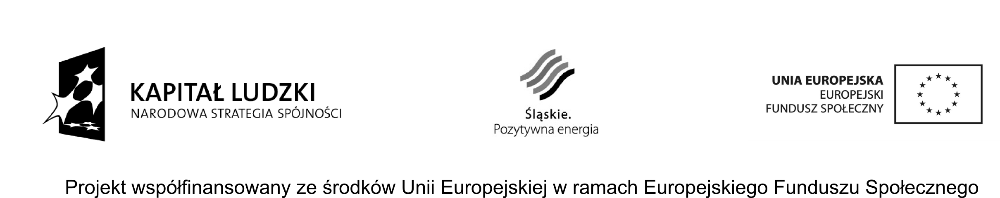 KAPITAŁ LUDZKI
NARODOWA STRATEGIA SPÓJNOŚCI
Śląskie.
Pozytywna energia
UNIA EUROPEJSKA
EUROPEJSKI
FUNDUSZ SPOŁECZNY
Projekt współfinansowany ze środków Unii Europejskiej w ramach Europejskiego Funduszu Społecznego